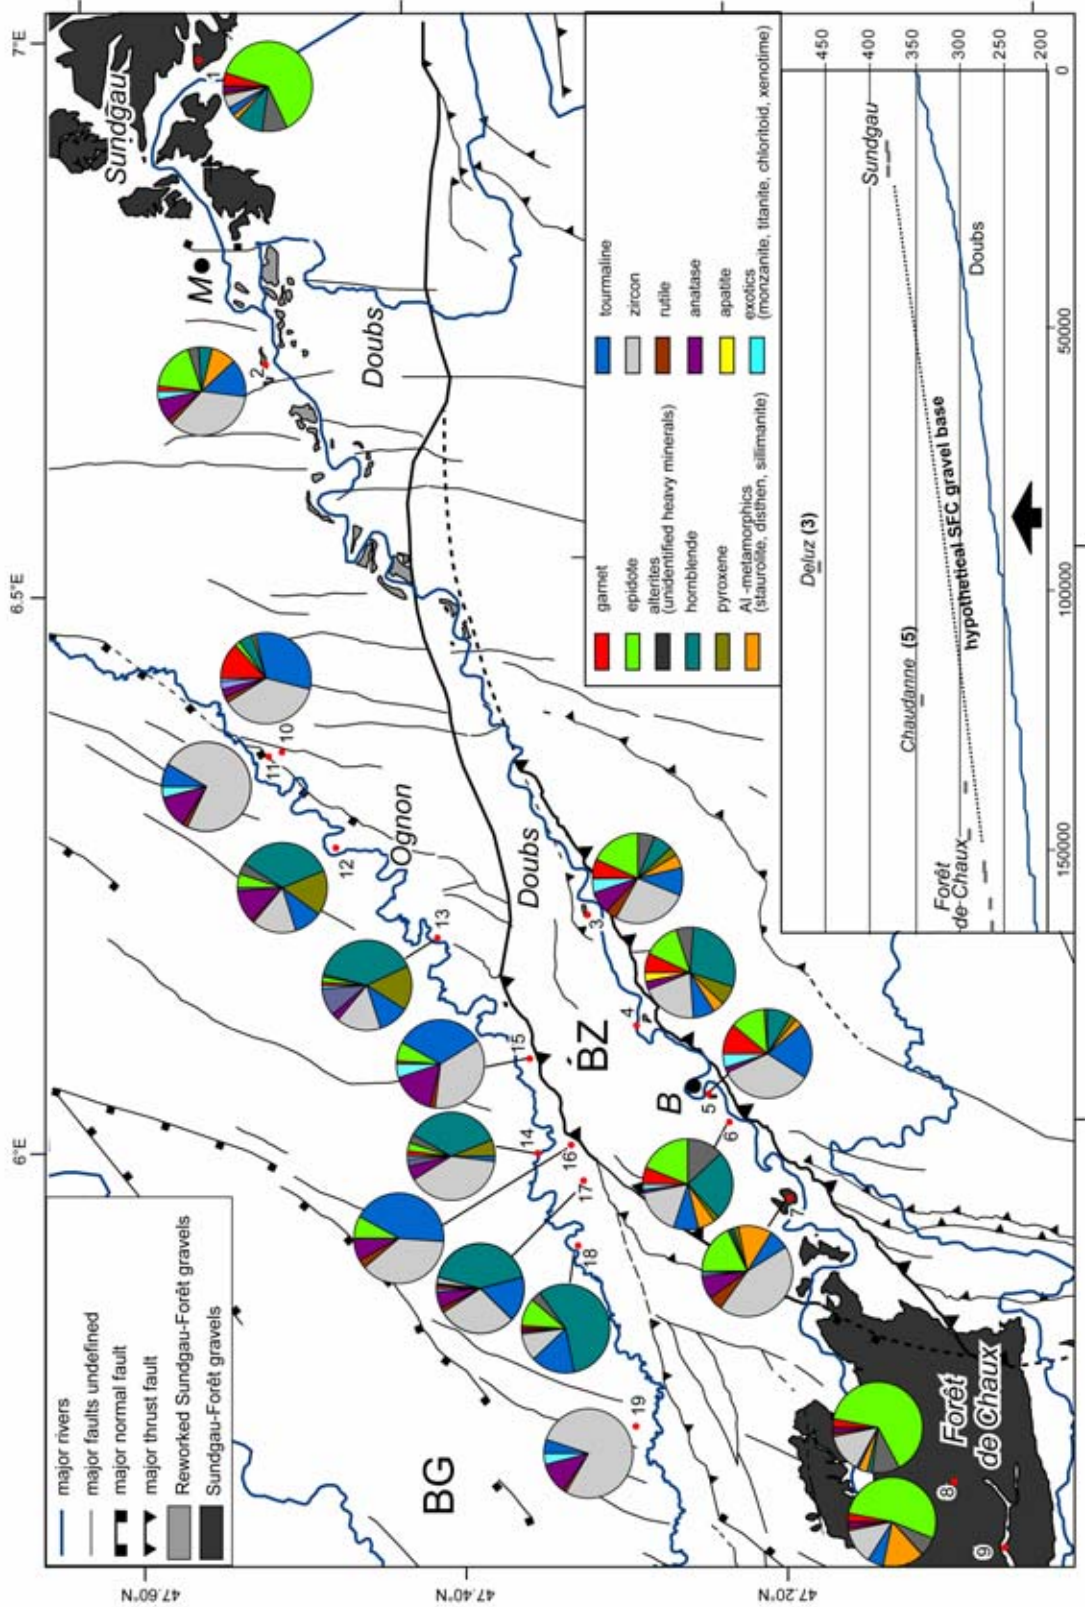 7°E
6.5°E
6°E
47.60°N
47.40°N
47.20°N
major rivers
major faults undefined
major normal fault
major thrust fault
Reworked Sundgau-Forêt gravels
Sundgau-Forêt gravels
Sundgau
1
M
2
Doubs
10
11
12
Ognon
13
Doubs
3
15
4
BZ
14
B
5
6
16
17
7
18
BG
19
Forêt
de Chaux
8
9
garnet
epidote
alterites
(unidentified heavy minerals)
hornblende
pyroxene
Al -metamorphics
(staurolite, disthen, sillimanite)
tourmaline
zircon
rutile
anatase
apatite
exotics
(monzanite, titanite, chloritoid, xenotime)
450
400
350
300
250
200
Deluz (3)
Sundgau
Chaudanne (5)
Forêt
de Chaux
hypothetical SFC gravel base
Doubs
150000
100000
50000
0